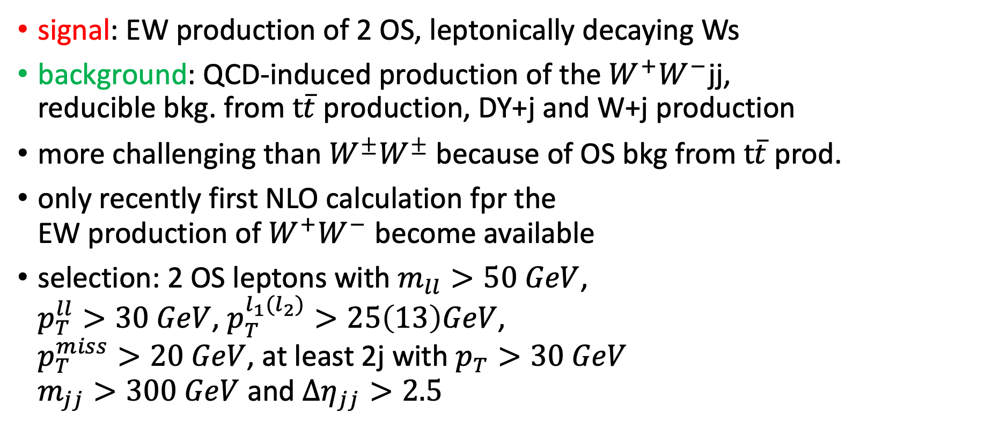 • signal: EW production of 2 OS, leptonically decaying Ws
• background: QCD-induced production of the $W^+W^-$jj,
reducible bkg. from t$\bar{t}$ production, DY+j and W+j production
• more challenging than $W^{\pm}W^{\pm}$ because of OS bkg from t$\bar{t}$ prod.
• only recently first NLO calculation fpr the
EW production of $W^+W^-$ become available
• selection: 2 OS leptons with $m_{ll} > 50\ GeV$,
$p_T^{ll} > 30\ GeV, p_T^{l_1(l_2)} > 25(13)GeV,$
$p_T^{miss} > 20\ GeV$, at least 2j with $p_T > 30\ GeV$
$m_{jj} > 300\ GeV$ and $\Delta\eta_{jj} > 2.5$